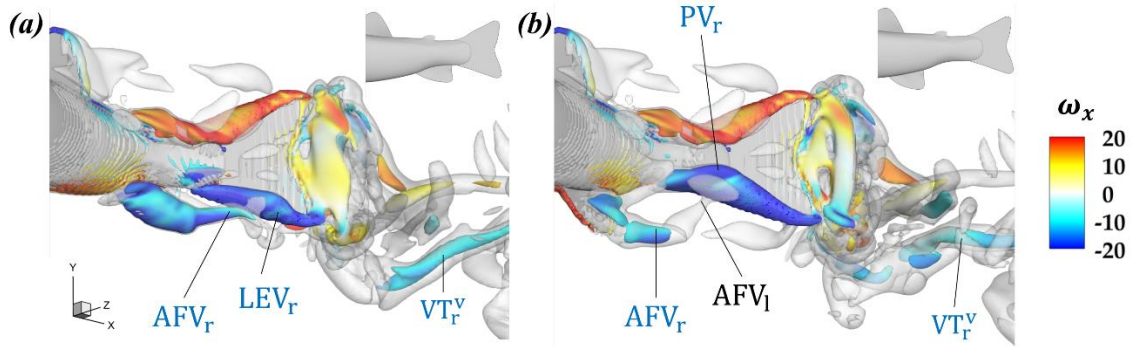 (a)
AFVᵣ
LEVᵣ
VTᵣᵛ
Y
Z
X
(b)
PVᵣ
AFVᵣ
AFVₗ
VTᵣᵛ
ωₓ
20
10
0
-10
-20